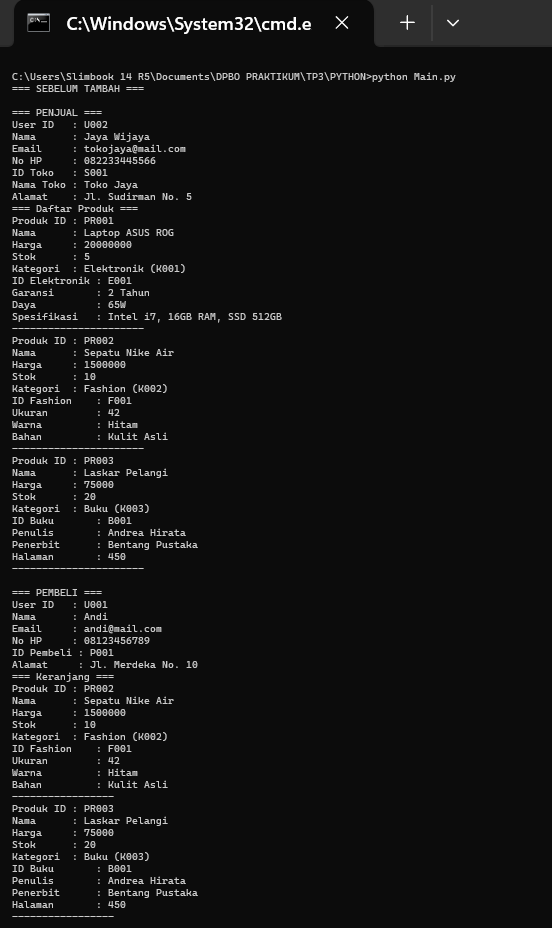 C:\Windows\System32\cmd.e
C:\Users\Slimbook 14 R5\Documents\DPBO PRAKTIKUM\TP3\PYTHON>python Main.py
=== SEBELUM TAMBAH ===
=== PENJUAL ===
User ID   : U002
Nama      : Jaya Wijaya
Email     : tokojaya@mail.com
No HP     : 082233445566
ID Toko   : S001
Nama Toko : Toko Jaya
Alamat    : Jl. Sudirman No. 5
=== Daftar Produk ===
Produk ID : PR001
Nama      : Laptop ASUS ROG
Harga     : 20000000
Stok      : 5
Kategori  : Elektronik (K001)
ID Elektronik : E001
Garansi       : 2 Tahun
Daya          : 65W
Spesifikasi   : Intel i7, 16GB RAM, SSD 512GB
----------------------
Produk ID : PR002
Nama      : Sepatu Nike Air
Harga     : 1500000
Stok      : 10
Kategori  : Fashion (K002)
ID Fashion    : F001
Ukuran        : 42
Warna         : Hitam
Bahan         : Kulit Asli
----------------------
Produk ID : PR003
Nama      : Laskar Pelangi
Harga     : 75000
Stok      : 20
Kategori  : Buku (K003)
ID Buku       : B001
Penulis       : Andrea Hirata
Penerbit      : Bentang Pustaka
Halaman       : 450
----------------------
=== PEMBELI ===
User ID   : U001
Nama      : Andi
Email     : andi@mail.com
No HP     : 08123456789
ID Pembeli : P001
Alamat     : Jl. Merdeka No. 10
=== Keranjang ===
Produk ID : PR002
Nama      : Sepatu Nike Air
Harga     : 1500000
Stok      : 10
Kategori  : Fashion (K002)
ID Fashion    : F001
Ukuran        : 42
Warna         : Hitam
Bahan         : Kulit Asli
-----------------
Produk ID : PR003
Nama      : Laskar Pelangi
Harga     : 75000
Stok      : 20
Kategori  : Buku (K003)
ID Buku       : B001
Penulis       : Andrea Hirata
Penerbit      : Bentang Pustaka
Halaman       : 450
-----------------